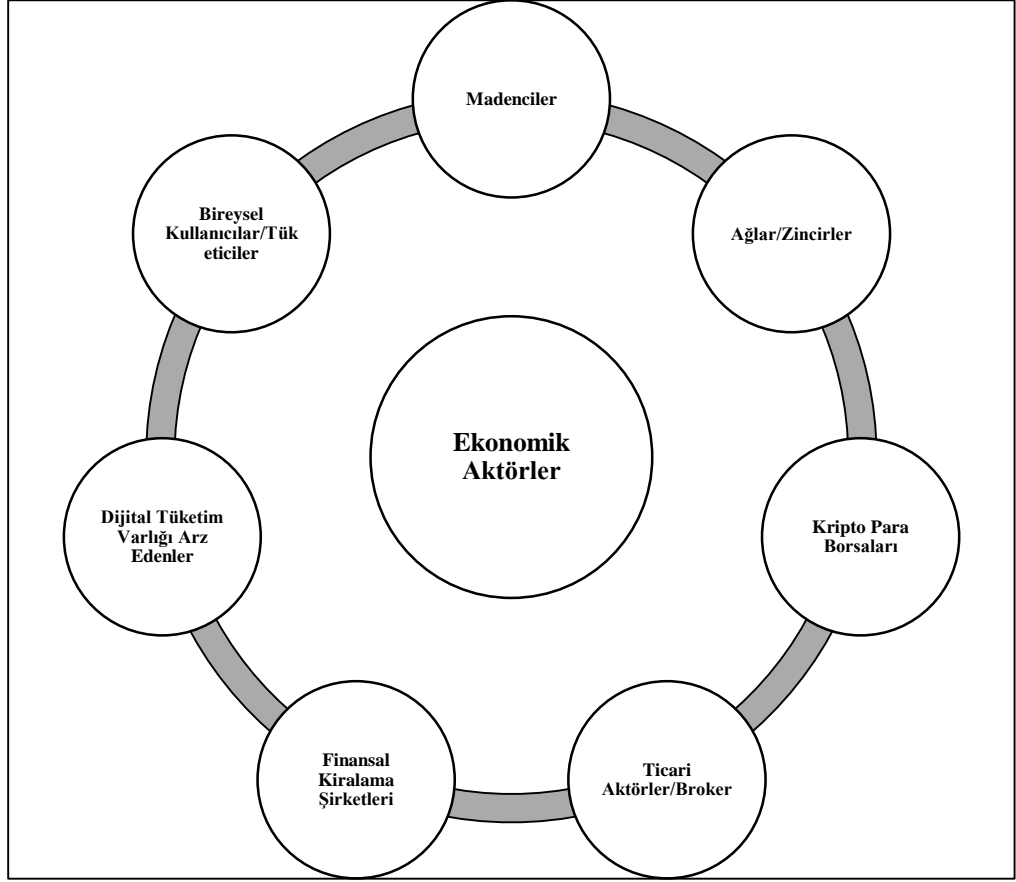 Madenciler
Ağlar/Zincirler
Kripto Para
Borsaları
Ticari
Aktörler/Broker
Finansal
Kiralama
Şirketleri
Dijital Tüketim
Varlığı Arz
Edenler
Bireysel
Kullanıcılar/Tük
eticiler
Ekonomik
Aktörler